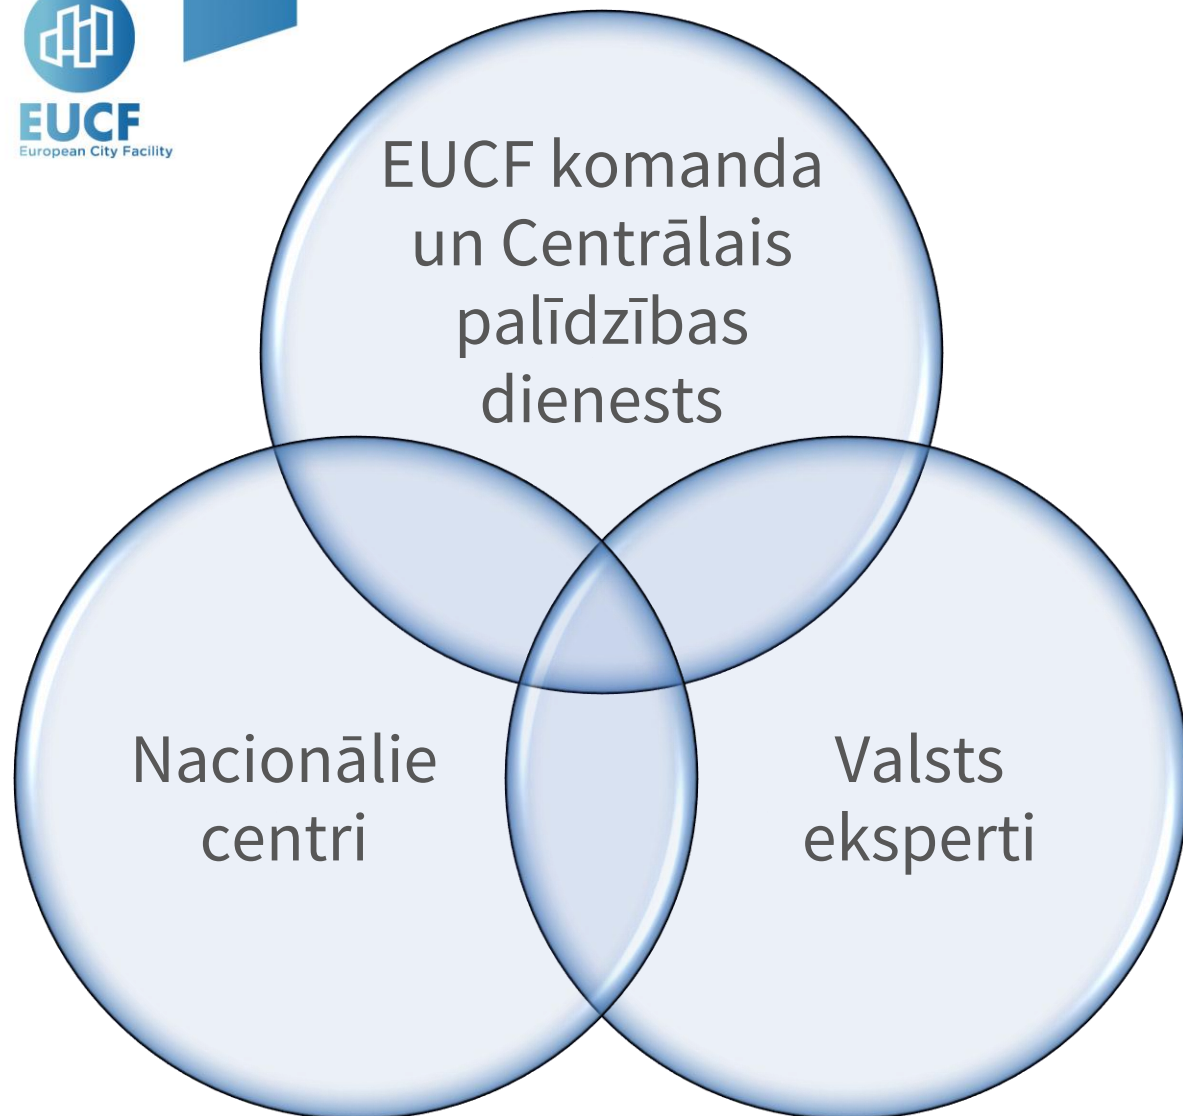 EUCF
European City Facility
EUCF komanda
un Centrālais
palīdzības
dienests
Nacionālie
centri
Valsts
eksperti